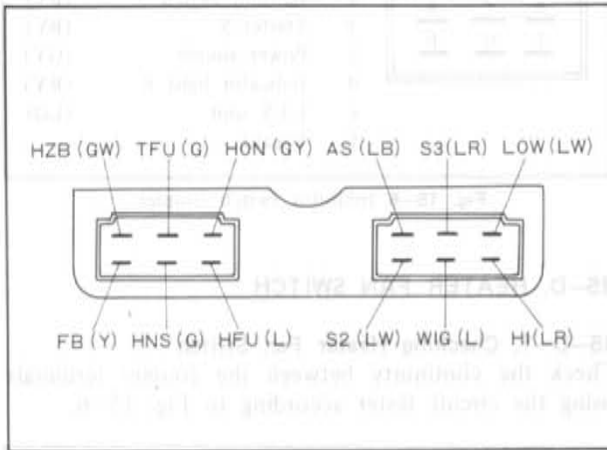 HZB (GW) TFU (G) HON (GY) AS (LB) S3(LR) LOW(LW)
FB (Y) HNS (G) HFU (L) S2 (LW) WIG (L) HI(LR)